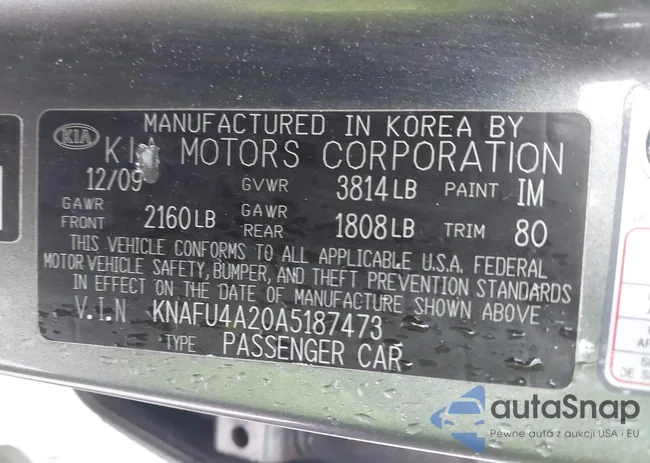 KIA
MANUFACTURED IN KOREA BY
KIA MOTORS CORPORATION
12/09 GVWR 3814 LB PAINT IM
GAWR FRONT 2160 LB GAWR REAR 1808 LB TRIM 80
THIS VEHICLE CONFORMS TO ALL APPLICABLE U.S.A. FEDERAL
MOTOR VEHICLE SAFETY, BUMPER, AND THEFT PREVENTION STANDARDS
IN EFFECT ON THE DATE OF MANUFACTURE SHOWN ABOVE
V.I.N KNAFU4A20A5187473
TYPE PASSENGER CAR
autaSnap
Pewne auta z aukcji USA i EU